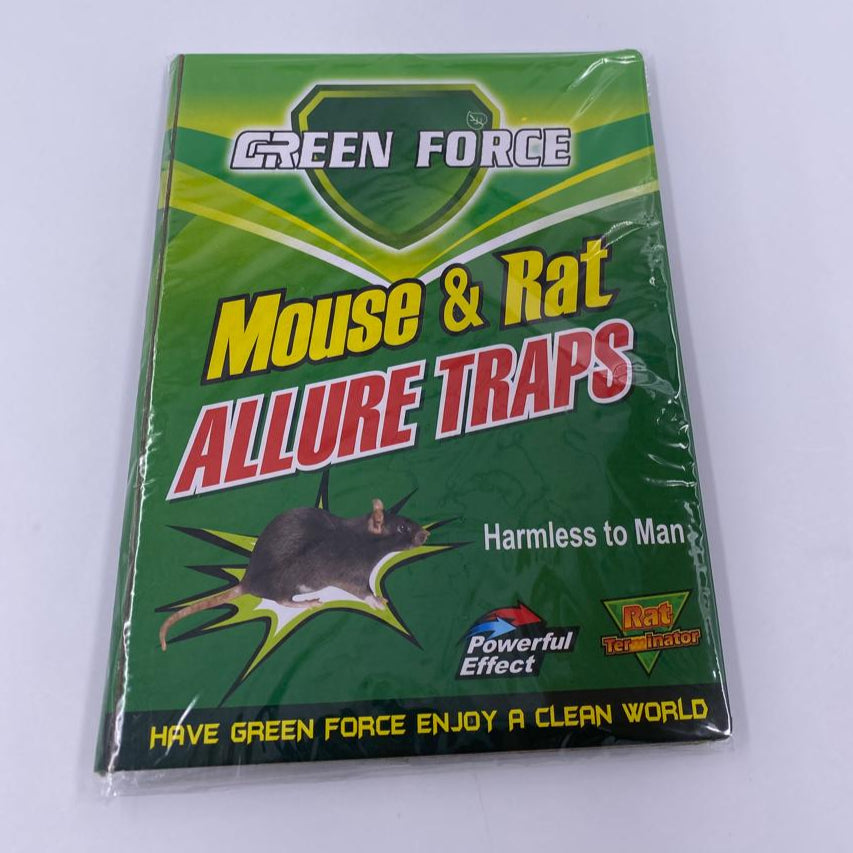 GREEN FORCE
Mouse & Rat
ALLURE TRAPS
Harmless to Man
Powerful
Effect
Rat
Terminator
HAVE GREEN FORCE ENJOY A CLEAN WORLD